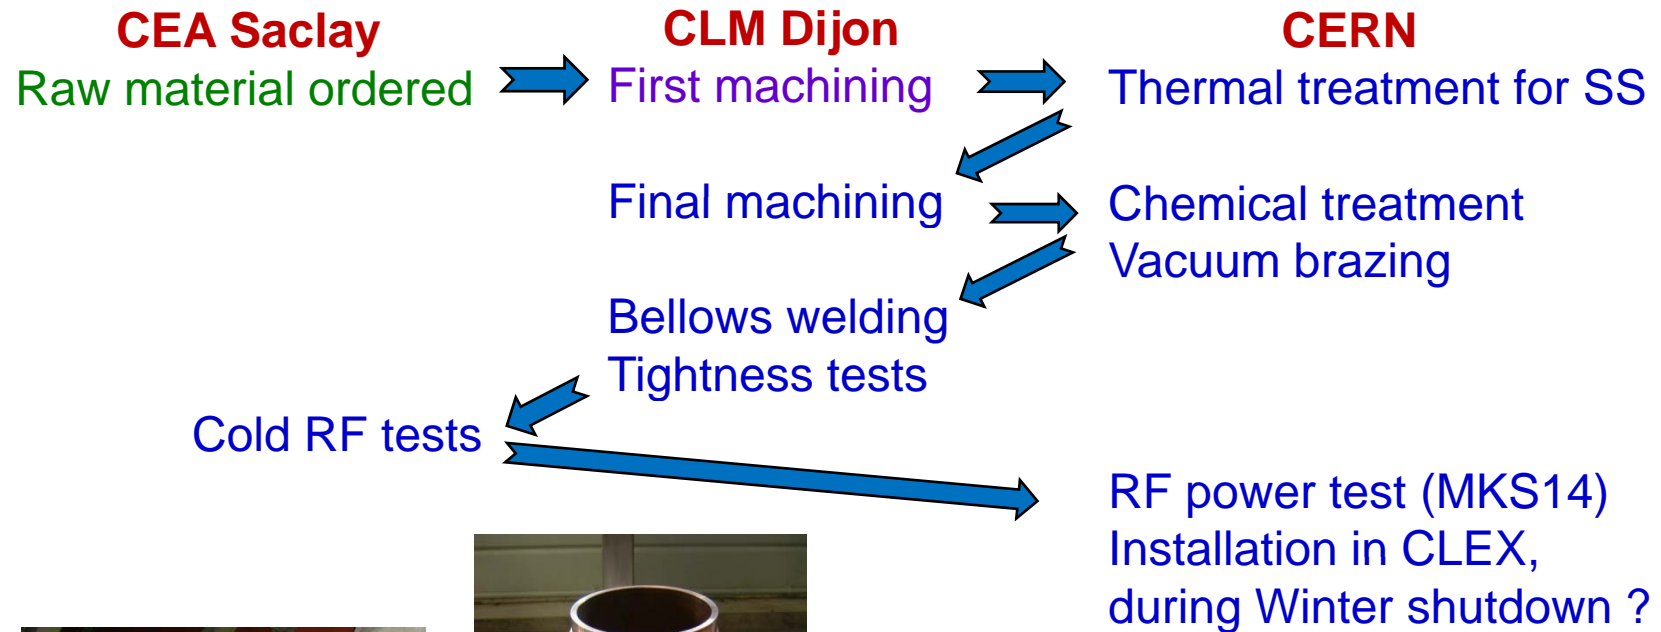 CEA Saclay
CLM Dijon
CERN
Raw material ordered
First machining
Thermal treatment for SS
Final machining
Chemical treatment
Vacuum brazing
Bellows welding
Tightness tests
Cold RF tests
RF power test (MKS14)
Installation in CLEX,
during Winter shutdown ?